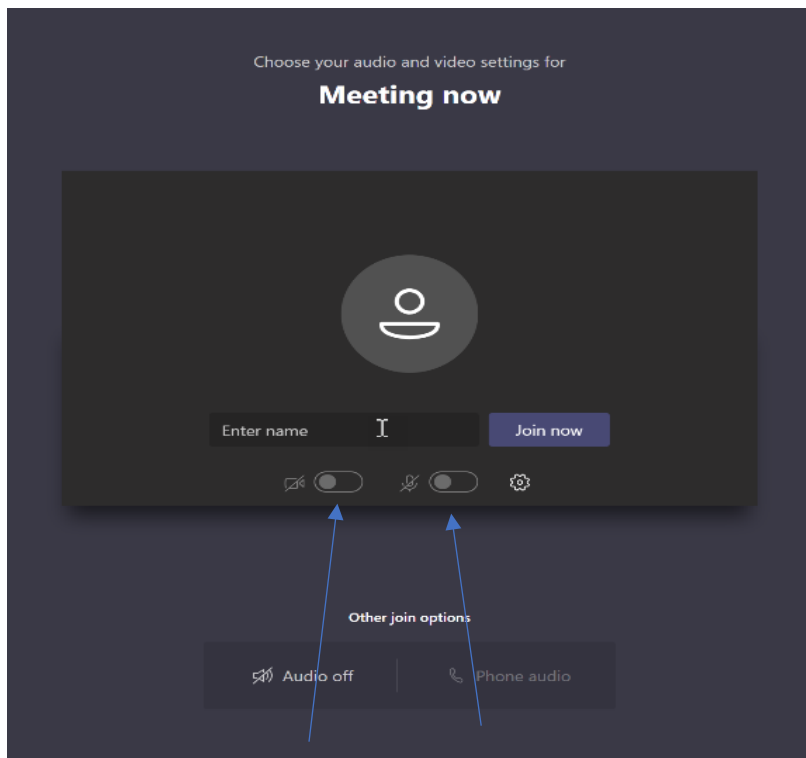 Choose your audio and video settings for
Meeting now
Enter name
Join now
Other join options
Audio off
Phone audio